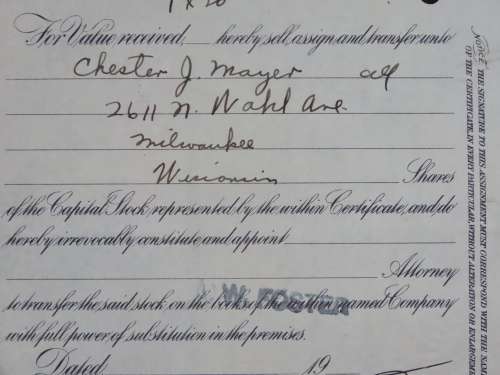 For Value received, ___ hereby sell, assign and transfer unto
Chester J. Mayer all
2611 N. Wahl Ave.
Milwaukee
Wisconsin Shares
of the Capital Stock represented by the within Certificate, and do
hereby irrevocably constitute and appoint
Attorney
to transfer the said stock on the books of the within named Company
W. FOSTER
with full power of substitution in the premises.
Dated 19
NOTICE. THE SIGNATURE TO THIS ASSIGNMENT MUST CORRESPOND WITH THE NAME
OF THE CERTIFICATE, IN EVERY PARTICULAR, WITHOUT ALTERATION OR ENLARGEME